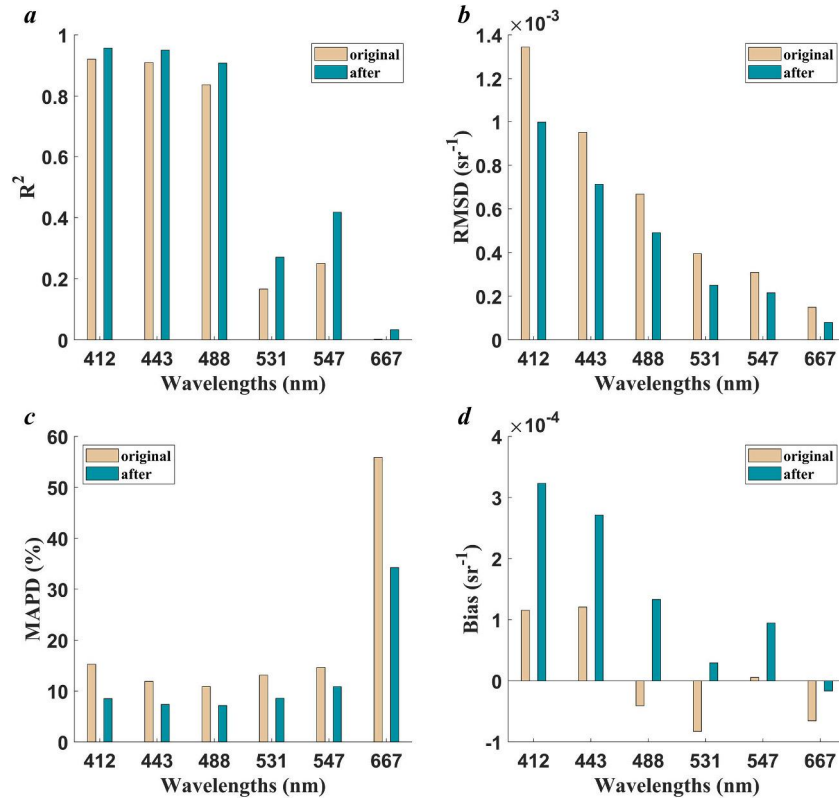 a
1
0.8
0.6
0.4
0.2
0
R²
original
after
412 443 488 531 547 667
Wavelengths (nm)
b
×10⁻³
1.4
1.2
1
0.8
0.6
0.4
0.2
0
RMSD (sr⁻¹)
original
after
412 443 488 531 547 667
Wavelengths (nm)
c
60
50
40
30
20
10
0
MAPD (%)
original
after
412 443 488 531 547 667
Wavelengths (nm)
d
×10⁻⁴
4
3
2
1
0
-1
Bias (sr⁻¹)
original
after
412 443 488 531 547 667
Wavelengths (nm)